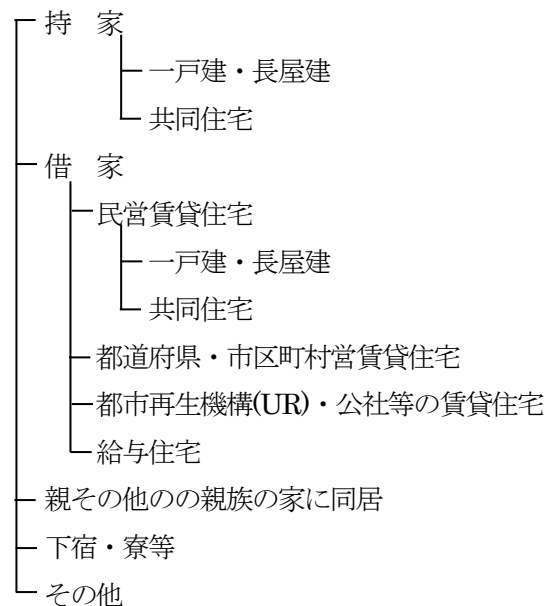 持　家
一戸建・長屋建
共同住宅
借　家
民営賃貸住宅
一戸建・長屋建
共同住宅
都道府県・市区町村営賃貸住宅
都市再生機構(UR)・公社等の賃貸住宅
給与住宅
親その他のの親族の家に同居
下宿・寮等
その他